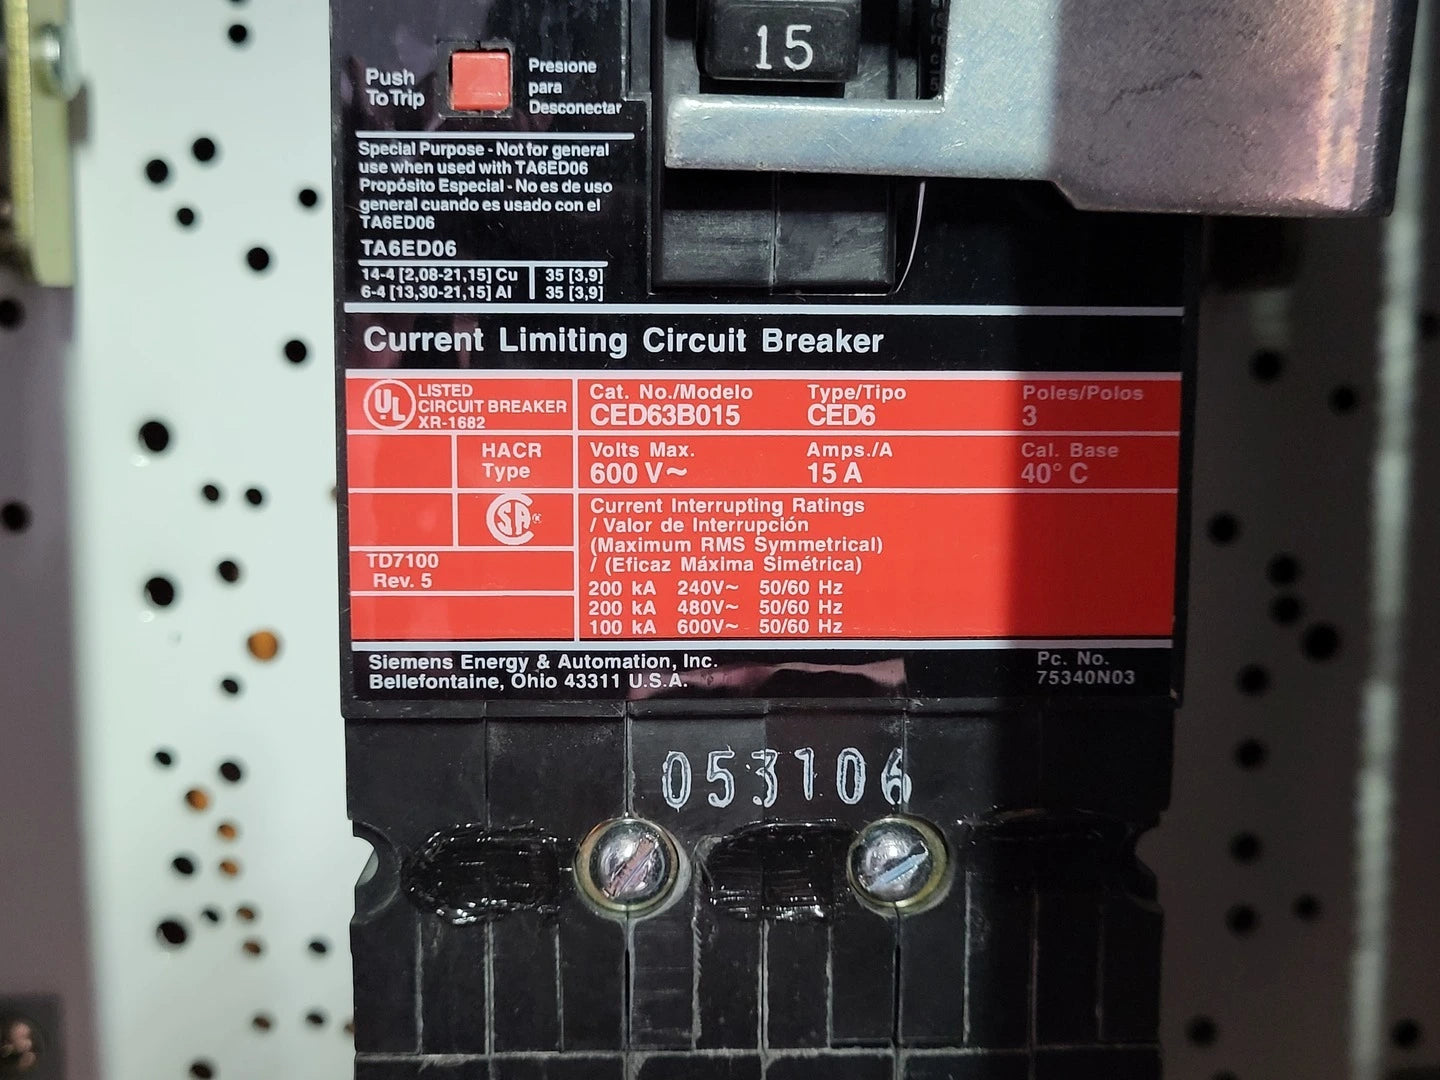 15
Push
To Trip
Presione
para
Desconectar
Special Purpose - Not for general
use when used with TA6ED06
Propósito Especial - No es de uso
general cuando es usado con el
TA6ED06
TA6ED06
14-4 [2,08-21,15] Cu 35 [3,9]
6-4 [13,30-21,15] Al 35 [3,9]
Current Limiting Circuit Breaker
UL LISTED
CIRCUIT BREAKER
XR-1682
Cat. No./Modelo Type/Tipo Poles/Polos
CED63B015 CED6 3
HACR
Type
Volts Max. Amps./A Cal. Base
600 V~ 15 A 40° C
SA
Current Interrupting Ratings
/ Valor de Interrupción
(Maximum RMS Symmetrical)
/ (Eficaz Máxima Simétrica)
TD7100
Rev. 5
200 kA 240V~ 50/60 Hz
200 kA 480V~ 50/60 Hz
100 kA 600V~ 50/60 Hz
Siemens Energy & Automation, Inc.
Bellefontaine, Ohio 43311 U.S.A.
Pc. No.
75340N03
053106